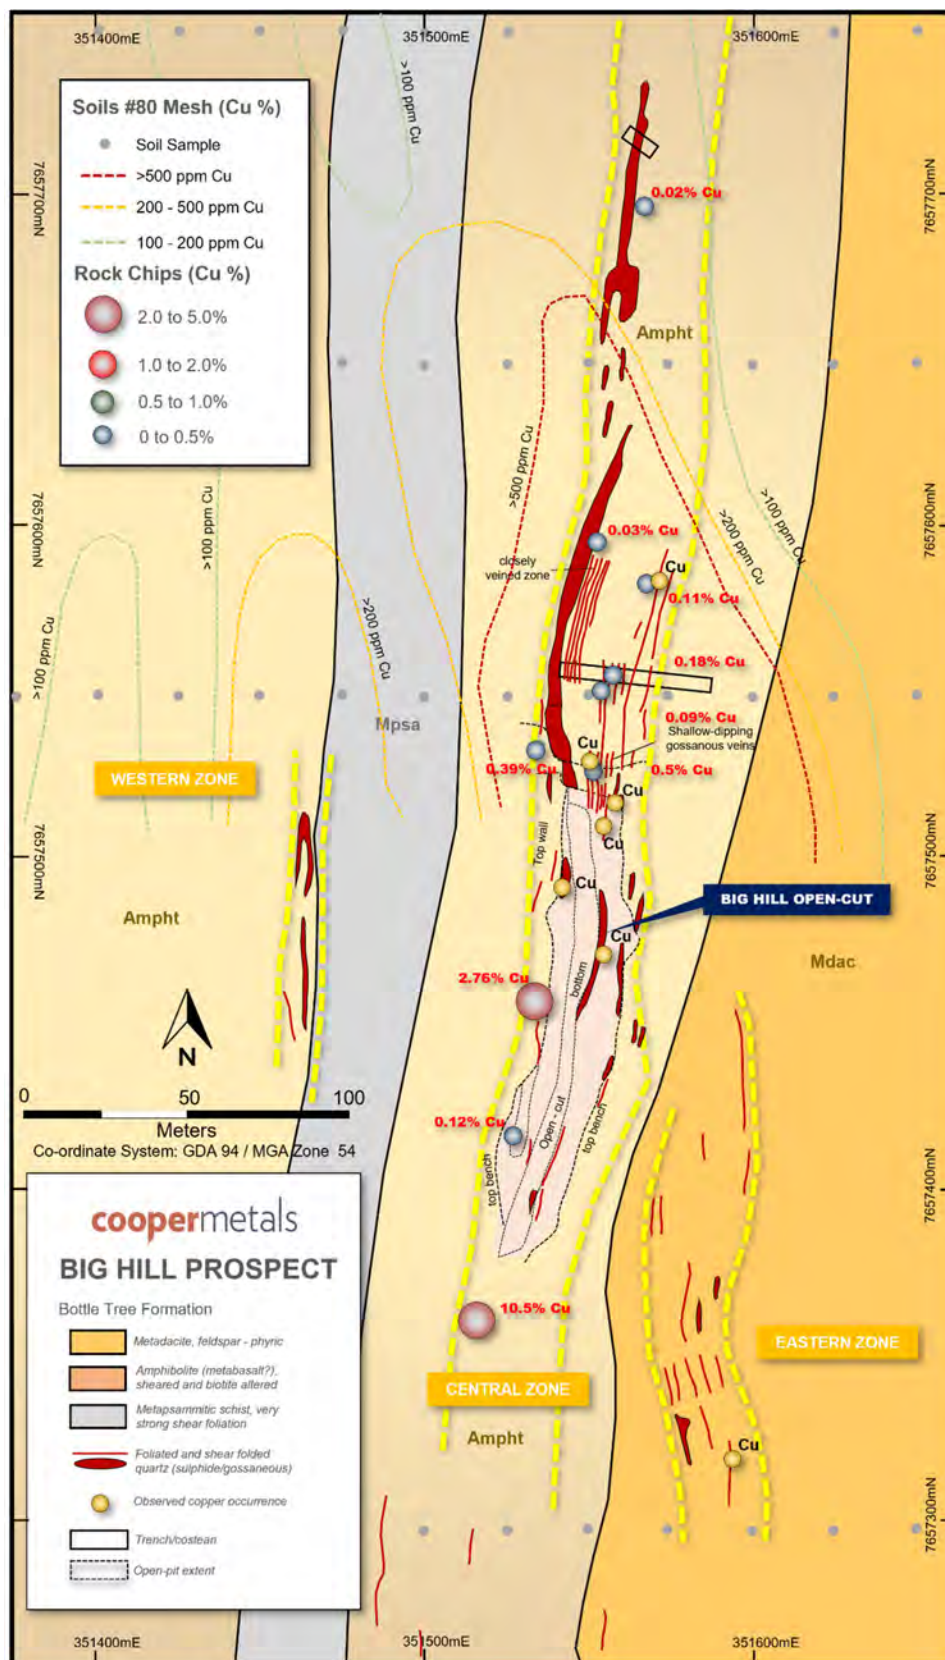 351400mE
351500mE
351600mE
>100 ppm Cu
>100 ppm Cu
Soils #80 Mesh (Cu %)
Soil Sample
>500 ppm Cu
200 - 500 ppm Cu
100 - 200 ppm Cu
Rock Chips (Cu %)
2.0 to 5.0%
1.0 to 2.0%
0.5 to 1.0%
0 to 0.5%
7657700mN
7657700mN
0.02% Cu
Ampht
>500 ppm Cu
>200 ppm Cu
>100 ppm Cu
7657600mN
7657600mN
>100 ppm Cu
0.03% Cu
closely
veined zone
Cu
0.11% Cu
>100 ppm Cu
>200 ppm Cu
0.18% Cu
Mpsa
0.09% Cu
Shallow-dipping
gossanous veins
Cu
WESTERN ZONE
0.39% Cu
0.5% Cu
Cu
Cu
Top wall
7657500mN
7657500mN
Cu
BIG HILL OPEN-CUT
Ampht
Cu
Mdac
2.76% Cu
bottom
N
0 50 100
Meters
Co-ordinate System: GDA 94 / MGA Zone 54
0.12% Cu
Open - cut
top bench
top bench
7657400mN
coopermetals
BIG HILL PROSPECT
Bottle Tree Formation
Metadacite, feldspar - phyric
Amphibolite (metabasalt?),
sheared and biotite altered
Metapsammitic schist, very
strong shear foliation
Foliated and shear folded
quartz (sulphide/gossaneous)
Observed copper occurrence
Trench/costean
Open-pit extent
10.5% Cu
EASTERN ZONE
CENTRAL ZONE
Ampht
Cu
7657300mN
351400mE
351500mE
351600mE